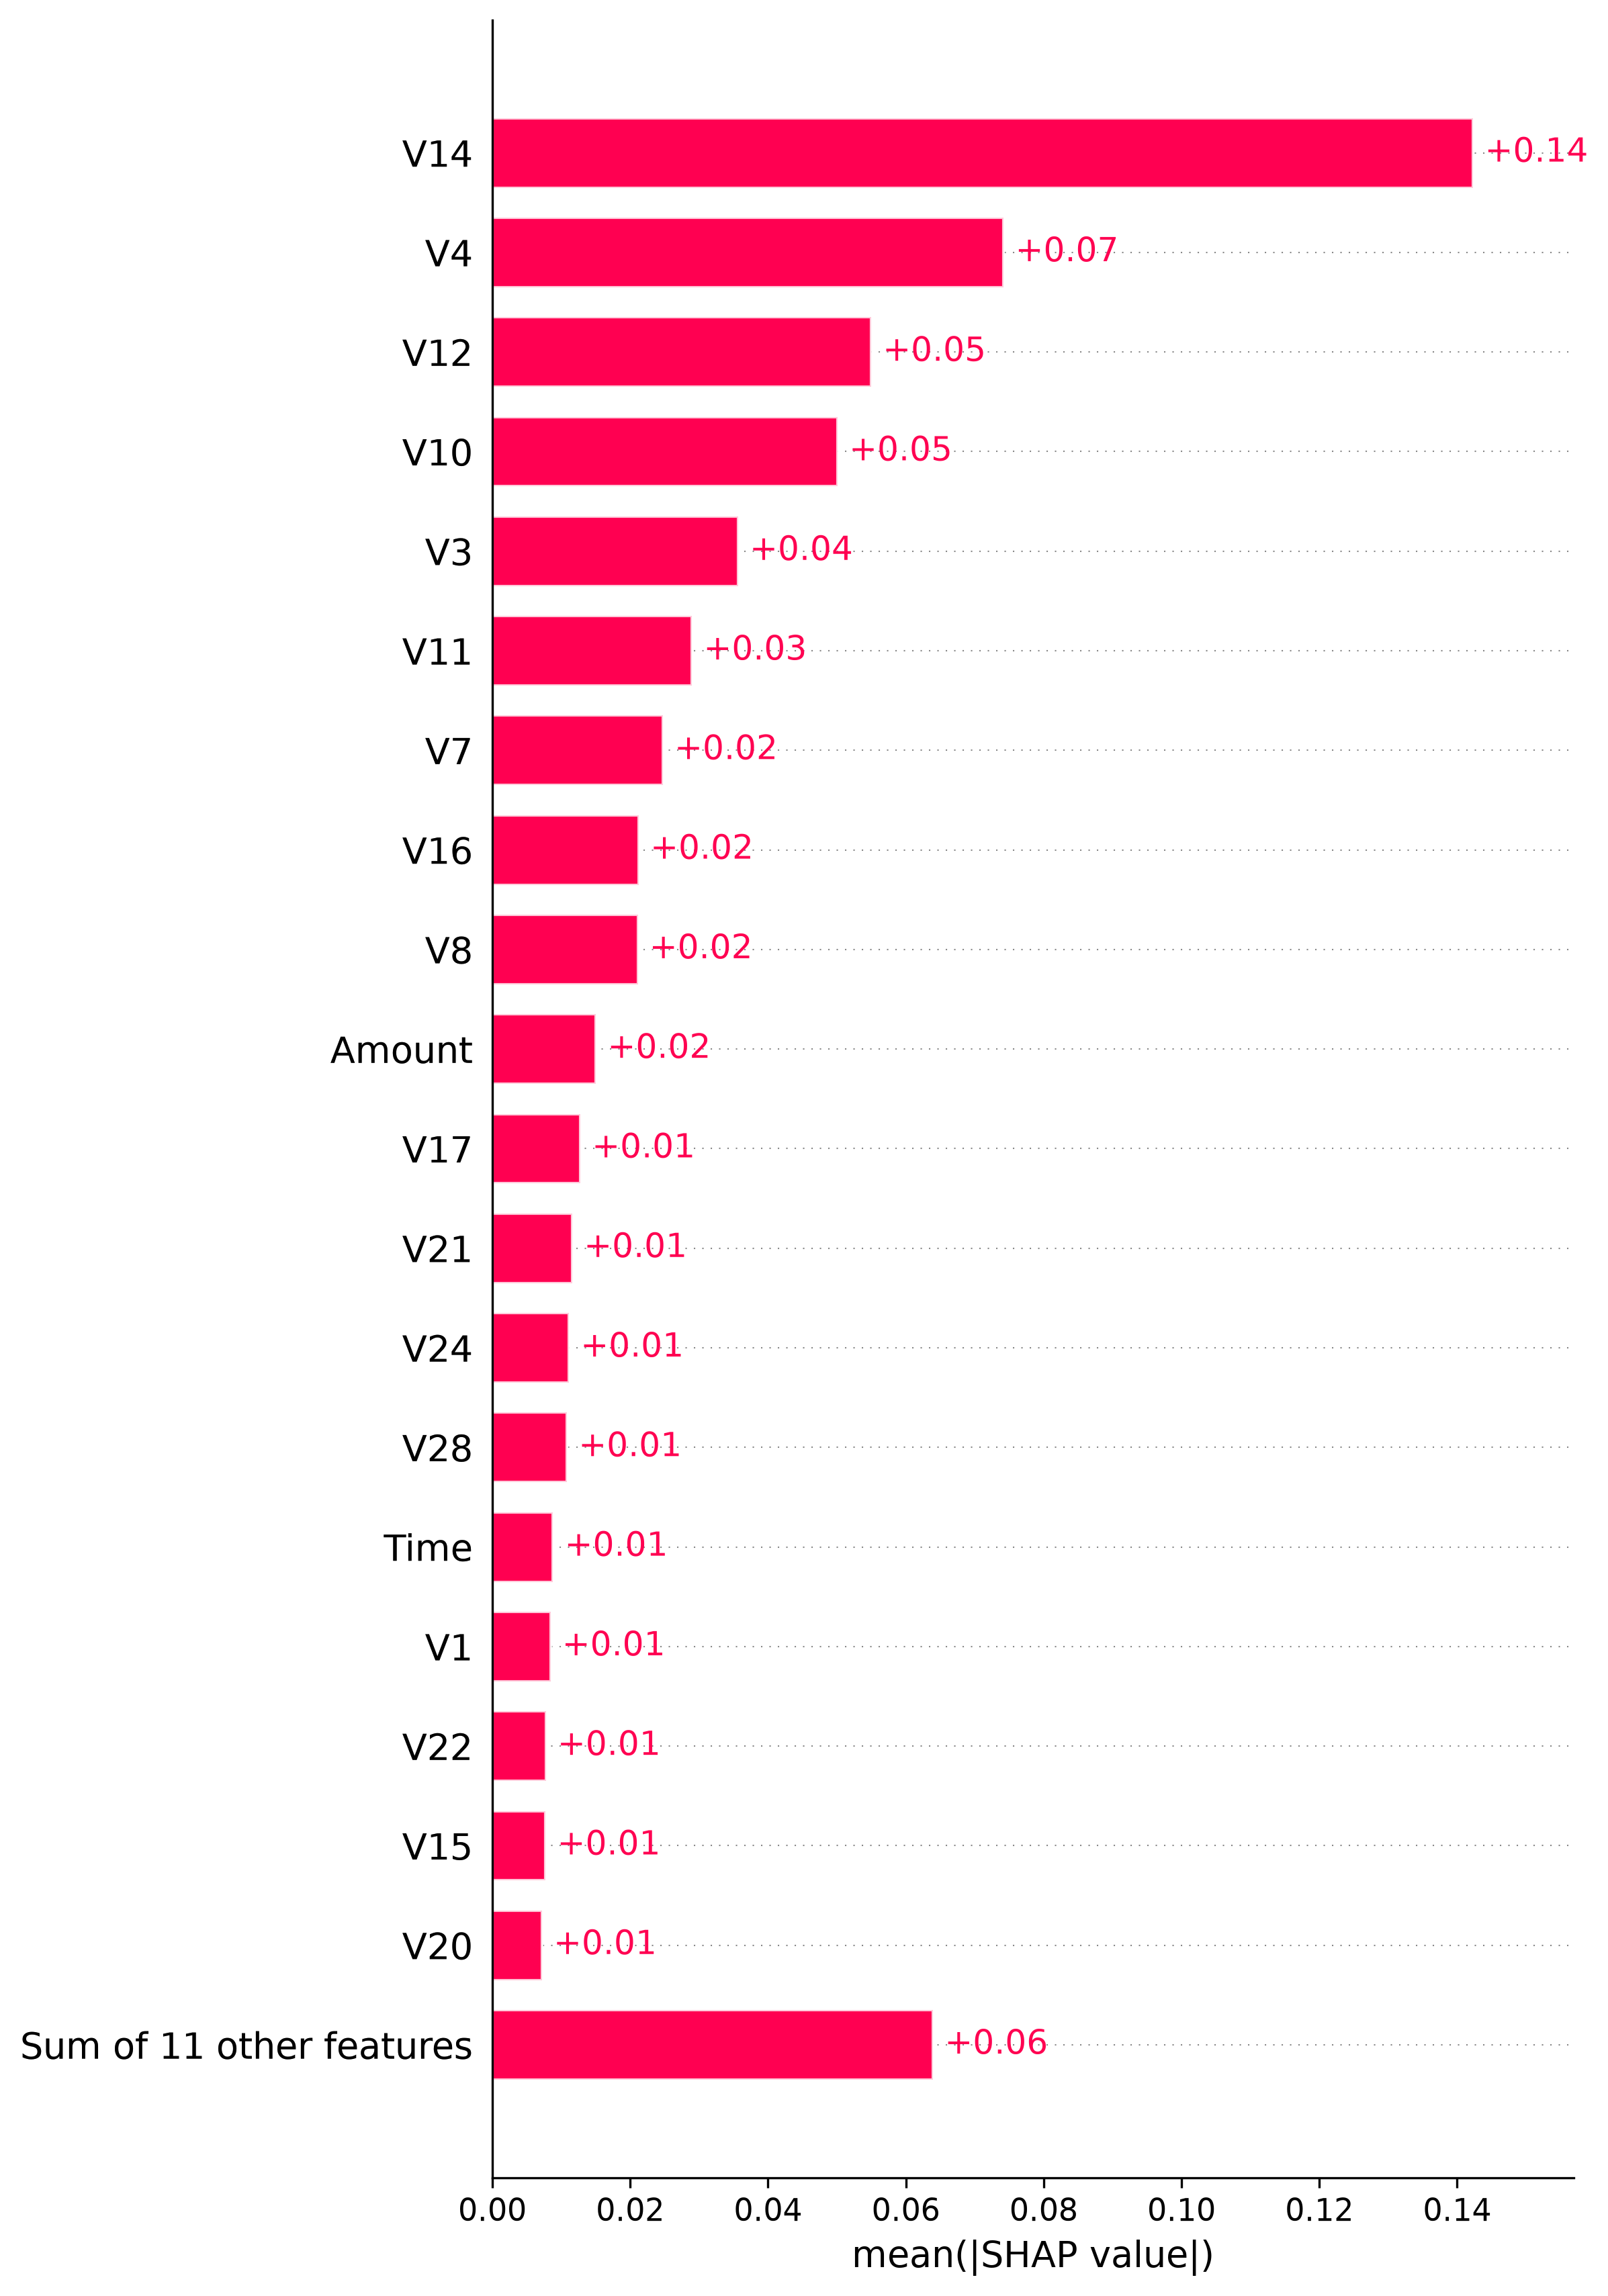 V14 +0.14
V4 +0.07
V12 +0.05
V10 +0.05
V3 +0.04
V11 +0.03
V7 +0.02
V16 +0.02
V8 +0.02
Amount +0.02
V17 +0.01
V21 +0.01
V24 +0.01
V28 +0.01
Time +0.01
V1 +0.01
V22 +0.01
V15 +0.01
V20 +0.01
Sum of 11 other features +0.06
0.00 0.02 0.04 0.06 0.08 0.10 0.12 0.14
mean(|SHAP value|)